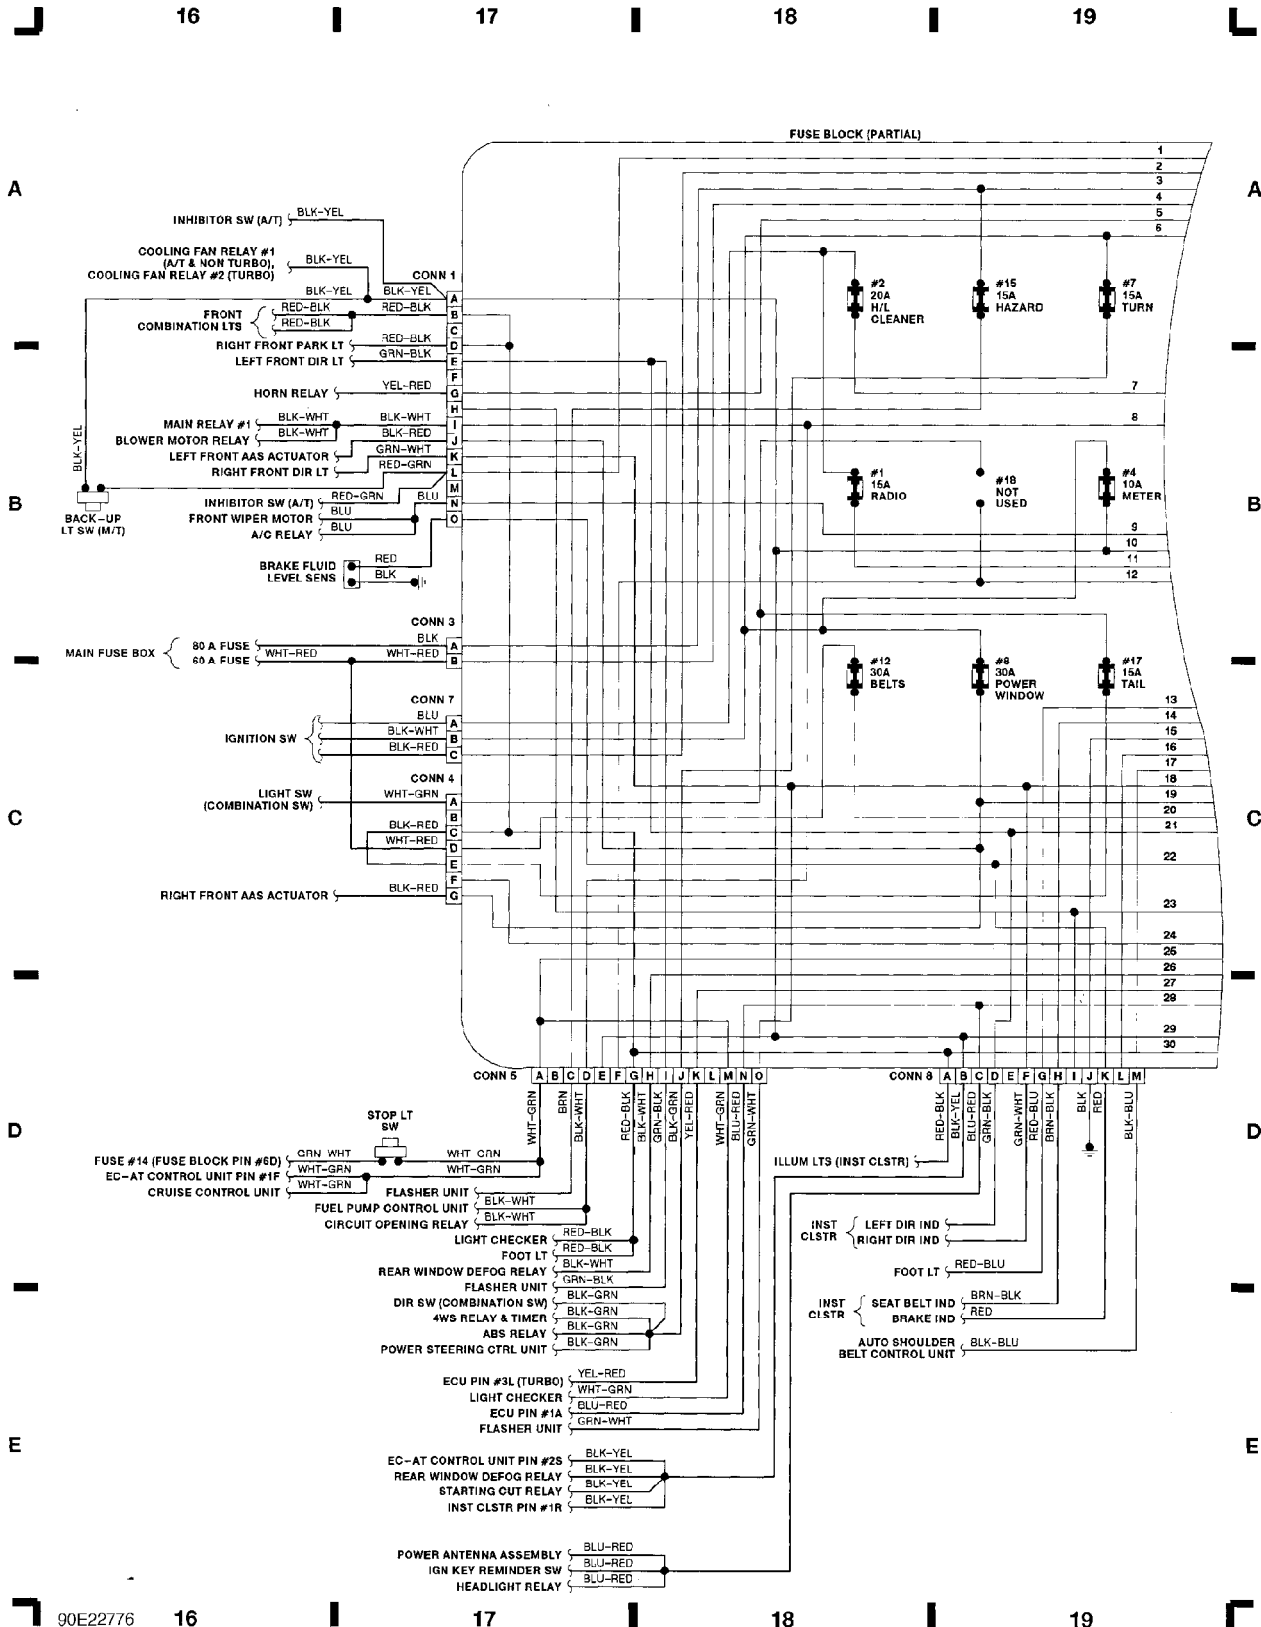 16 17 18 19
FUSE BLOCK (PARTIAL)
1
2
3
4
5
6
A A
INHIBITOR SW (A/T) BLK-YEL
COOLING FAN RELAY #1
(A/T & NON TURBO),
COOLING FAN RELAY #2 (TURBO)
BLK-YEL
CONN 1
BLK-YEL BLK-YEL A
RED-BLK RED-BLK B
FRONT
COMBINATION LTS
RED-BLK C
RIGHT FRONT PARK LT RED-BLK D
LEFT FRONT DIR LT GRN-BLK E
F
HORN RELAY YEL-RED G
H
MAIN RELAY #1 BLK-WHT BLK-WHT I
BLOWER MOTOR RELAY BLK-WHT BLK-RED J
LEFT FRONT AAS ACTUATOR GRN-WHT K
RIGHT FRONT DIR LT RED-GRN L
M
INHIBITOR SW (A/T) RED-GRN BLU N
FRONT WIPER MOTOR BLU O
A/C RELAY BLU
BLK-YEL
BACK-UP
LT SW (M/T)
BRAKE FLUID
LEVEL SENS
RED
BLK
#2
20A
H/L
CLEANER
#15
15A
HAZARD
#7
15A
TURN
7
8
#1
15A
RADIO
#18
NOT
USED
#4
10A
METER
B B
9
10
11
12
CONN 3
MAIN FUSE BOX
80 A FUSE BLK A
60 A FUSE WHT-RED WHT-RED B
#12
30A
BELTS
#8
30A
POWER
WINDOW
#17
15A
TAIL
CONN 7
IGNITION SW
BLU A
BLK-WHT B
BLK-RED C
13
14
15
16
17
18
19
20
21
22
23
24
25
26
27
28
29
30
CONN 4
LIGHT SW
(COMBINATION SW)
WHT-GRN A
B
BLK-RED C
WHT-RED D
E
F
RIGHT FRONT AAS ACTUATOR BLK-RED G
C C
CONN 5 A B C D E F G H I J K L M N O
CONN 8 A B C D E F G H I J K L M
WHT-GRN
BRN
BLK-WHT
RED-BLK
BLK-WHT
GRN-BLK
BLK-GRN
YEL-RED
WHT-GRN
BLU-RED
GRN-WHT
RED-BLK
BLK-YEL
BLU-RED
GRN-BLK
GRN-WHT
RED-BLU
BRN-BLK
BLK
RED
BLK-BLU
D D
STOP LT
SW
FUSE #14 (FUSE BLOCK PIN #6D) GRN WHT WHT GRN
EC-AT CONTROL UNIT PIN #1F WHT-GRN WHT-GRN
CRUISE CONTROL UNIT WHT-GRN
FLASHER UNIT
FUEL PUMP CONTROL UNIT BLK-WHT
CIRCUIT OPENING RELAY BLK-WHT
LIGHT CHECKER RED-BLK
FOOT LT RED-BLK
REAR WINDOW DEFOG RELAY BLK-WHT
FLASHER UNIT GRN-BLK
DIR SW (COMBINATION SW) BLK-GRN
4WS RELAY & TIMER BLK-GRN
ABS RELAY BLK-GRN
POWER STEERING CTRL UNIT BLK-GRN
ECU PIN #3L (TURBO) YEL-RED
LIGHT CHECKER WHT-GRN
ECU PIN #1A BLU-RED
FLASHER UNIT GRN-WHT
EC-AT CONTROL UNIT PIN #2S BLK-YEL
REAR WINDOW DEFOG RELAY BLK-YEL
STARTING CUT RELAY BLK-YEL
INST CLSTR PIN #1R BLK-YEL
POWER ANTENNA ASSEMBLY BLU-RED
IGN KEY REMINDER SW BLU-RED
HEADLIGHT RELAY BLU-RED
ILLUM LTS (INST CLSTR)
INST
CLSTR
LEFT DIR IND
RIGHT DIR IND
FOOT LT RED-BLU
INST
CLSTR
SEAT BELT IND BRN-BLK
BRAKE IND RED
AUTO SHOULDER
BELT CONTROL UNIT
BLK-BLU
E E
90E22776 16 17 18 19